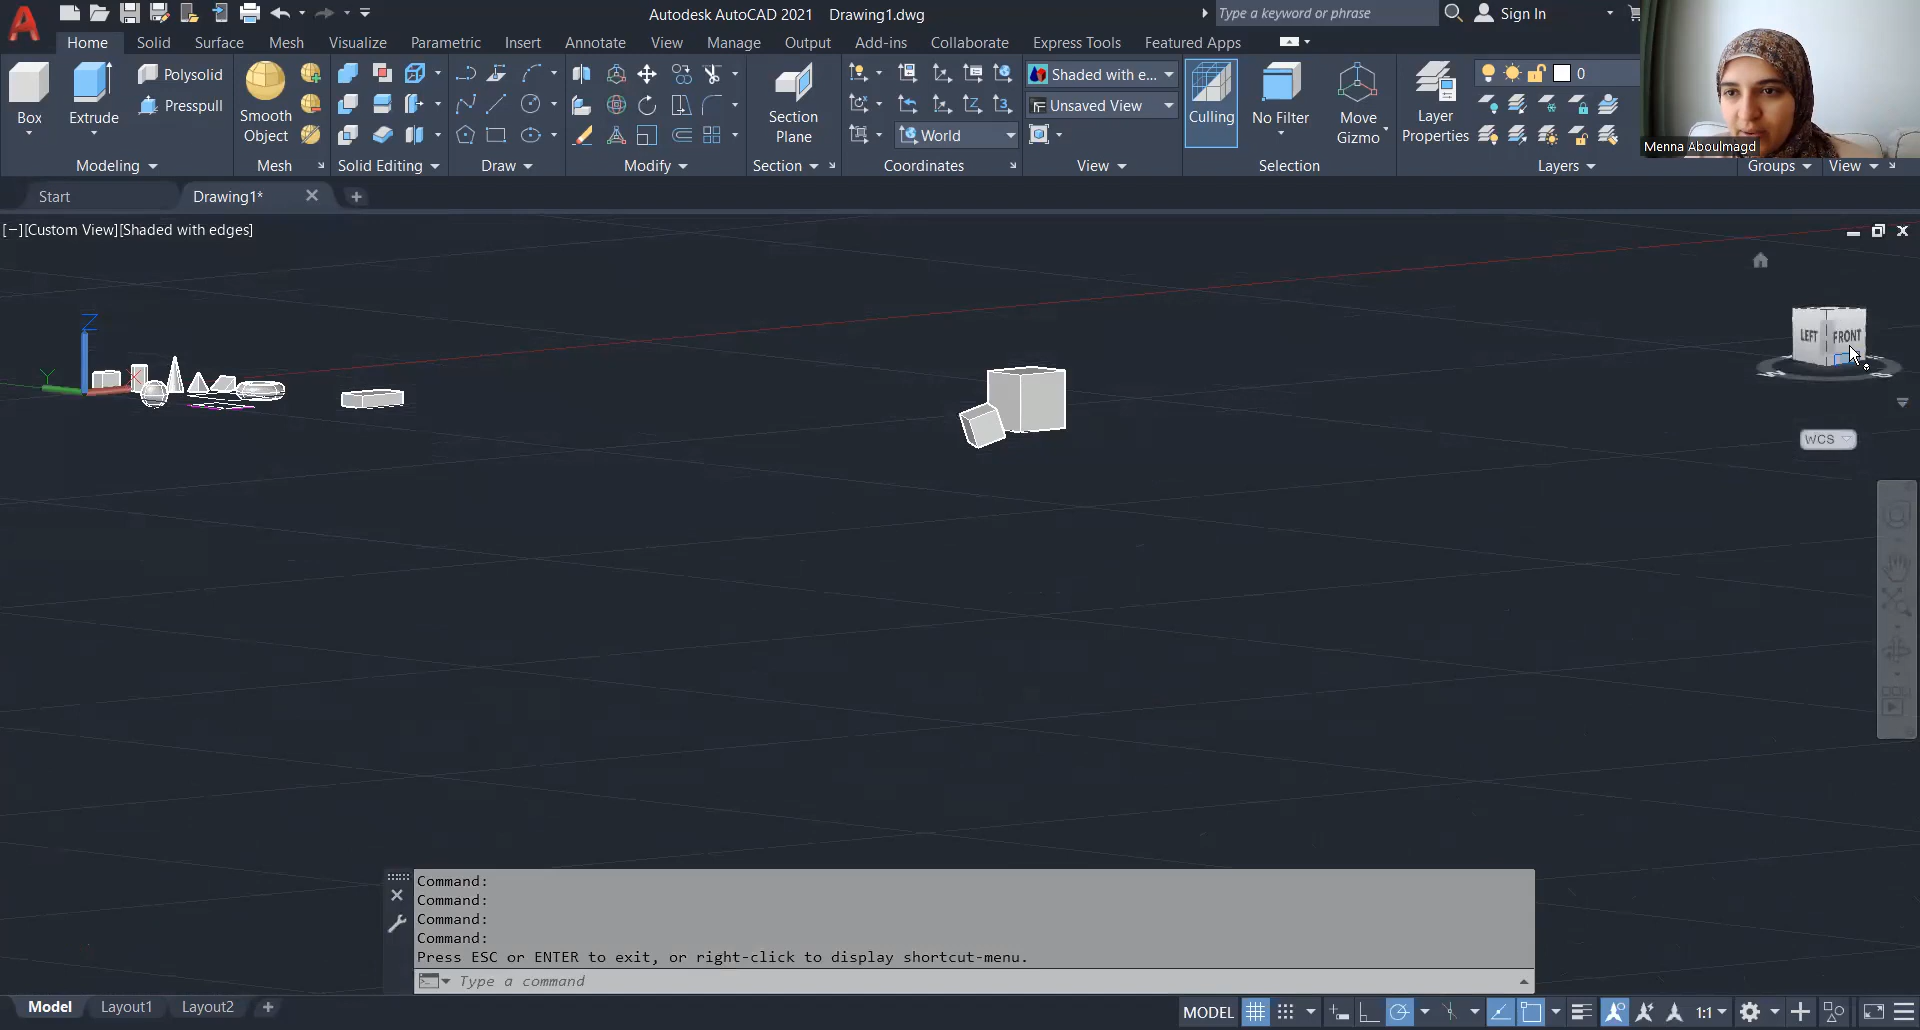 Autodesk AutoCAD 2021 Drawing1.dwg
Type a keyword or phrase
Sign In
Home Solid Surface Mesh Visualize Parametric Insert Annotate View Manage Output Add-ins Collaborate Express Tools Featured Apps
Box
Extrude
Polysolid
Presspull
Smooth Object
Section Plane
World
Shaded with e...
Unsaved View
Culling
No Filter
Move Gizmo
Layer Properties
0
Menna Aboulmagd
Modeling Mesh Solid Editing Draw Modify Section Coordinates View Selection Layers Groups View
Start Drawing1*
[−][Custom View][Shaded with edges]
Z
Y
X
LEFT FRONT
WCS
Command:
Command:
Command:
Command:
Press ESC or ENTER to exit, or right-click to display shortcut-menu.
Type a command
Model Layout1 Layout2
MODEL 1:1